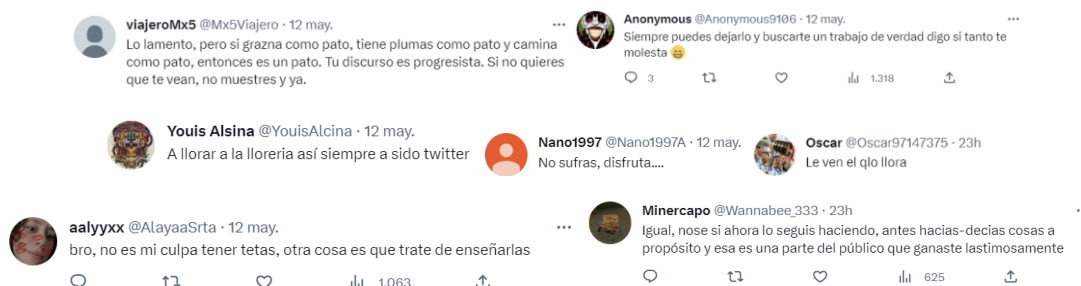 viajeroMx5 @Mx5Viajero · 12 may.
Lo lamento, pero si grazna como pato, tiene plumas como pato y camina
como pato, entonces es un pato. Tu discurso es progresista. Si no quieres
que te vean, no muestres y ya.
Anonymous @Anonymous9106 · 12 may.
Siempre puedes dejarlo y buscarte un trabajo de verdad digo si tanto te
molesta 😁
3 1.318
Youis Alsina @YouisAlcina · 12 may.
A llorar a la lloreria así siempre a sido twitter
Nano1997 @Nano1997A · 12 may.
No sufras, disfruta....
Oscar @Oscar97147375 · 23h
Le ven el qlo llora
aalyyxx @AlayaaSrta · 12 may.
bro, no es mi culpa tener tetas, otra cosa es que trate de enseñarlas
1.063
Minercapo @Wannabee_333 · 23h
Igual, nose si ahora lo seguis haciendo, antes hacias-decias cosas a
propósito y esa es una parte del público que ganaste lastimosamente
625